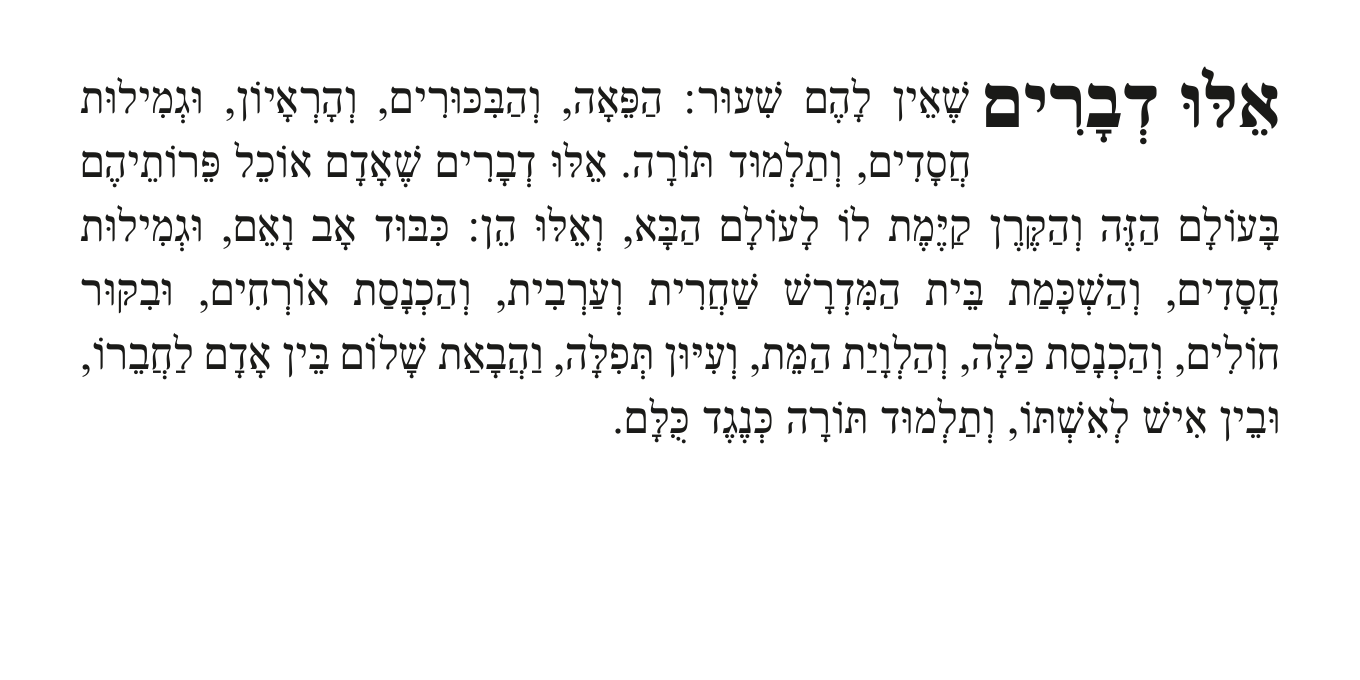 אֵלּוּ דְבָרִים שֶׁאֵין לָהֶם שִׁעוּר: הַפֵּאָה, וְהַבִּכּוּרִים, וְהָרְאָיוֹן, וּגְמִילוּת
חֲסָדִים, וְתַלְמוּד תּוֹרָה. אֵלּוּ דְבָרִים שֶׁאָדָם אוֹכֵל פֵּרוֹתֵיהֶם
בָּעוֹלָם הַזֶּה וְהַקֶּרֶן קַיֶּמֶת לוֹ לָעוֹלָם הַבָּא, וְאֵלּוּ הֵן: כִּבּוּד אָב וָאֵם, וּגְמִילוּת
חֲסָדִים, וְהַשְׁכָּמַת בֵּית הַמִּדְרָשׁ שַׁחֲרִית וְעַרְבִית, וְהַכְנָסַת אוֹרְחִים, וּבִקּוּר
חוֹלִים, וְהַכְנָסַת כַּלָּה, וְהַלְוָיַת הַמֵּת, וְעִיּוּן תְּפִלָּה, וַהֲבָאַת שָׁלוֹם בֵּין אָדָם לַחֲבֵרוֹ,
וּבֵין אִישׁ לְאִשְׁתּוֹ, וְתַלְמוּד תּוֹרָה כְּנֶגֶד כֻּלָּם.